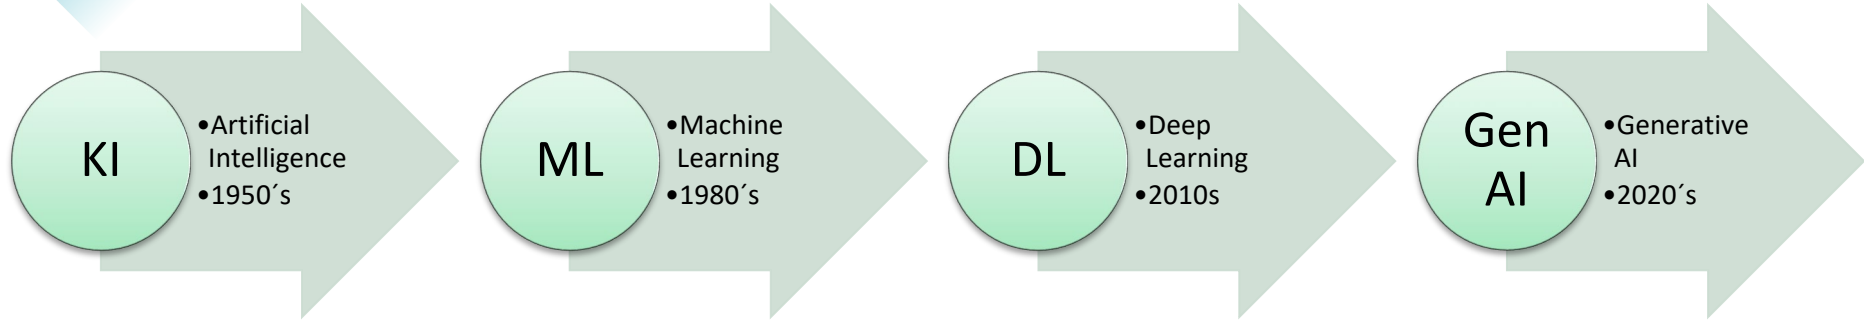 KI
•Artificial
Intelligence
•1950´s
ML
•Machine
Learning
•1980´s
DL
•Deep
Learning
•2010s
Gen
AI
•Generative
AI
•2020´s